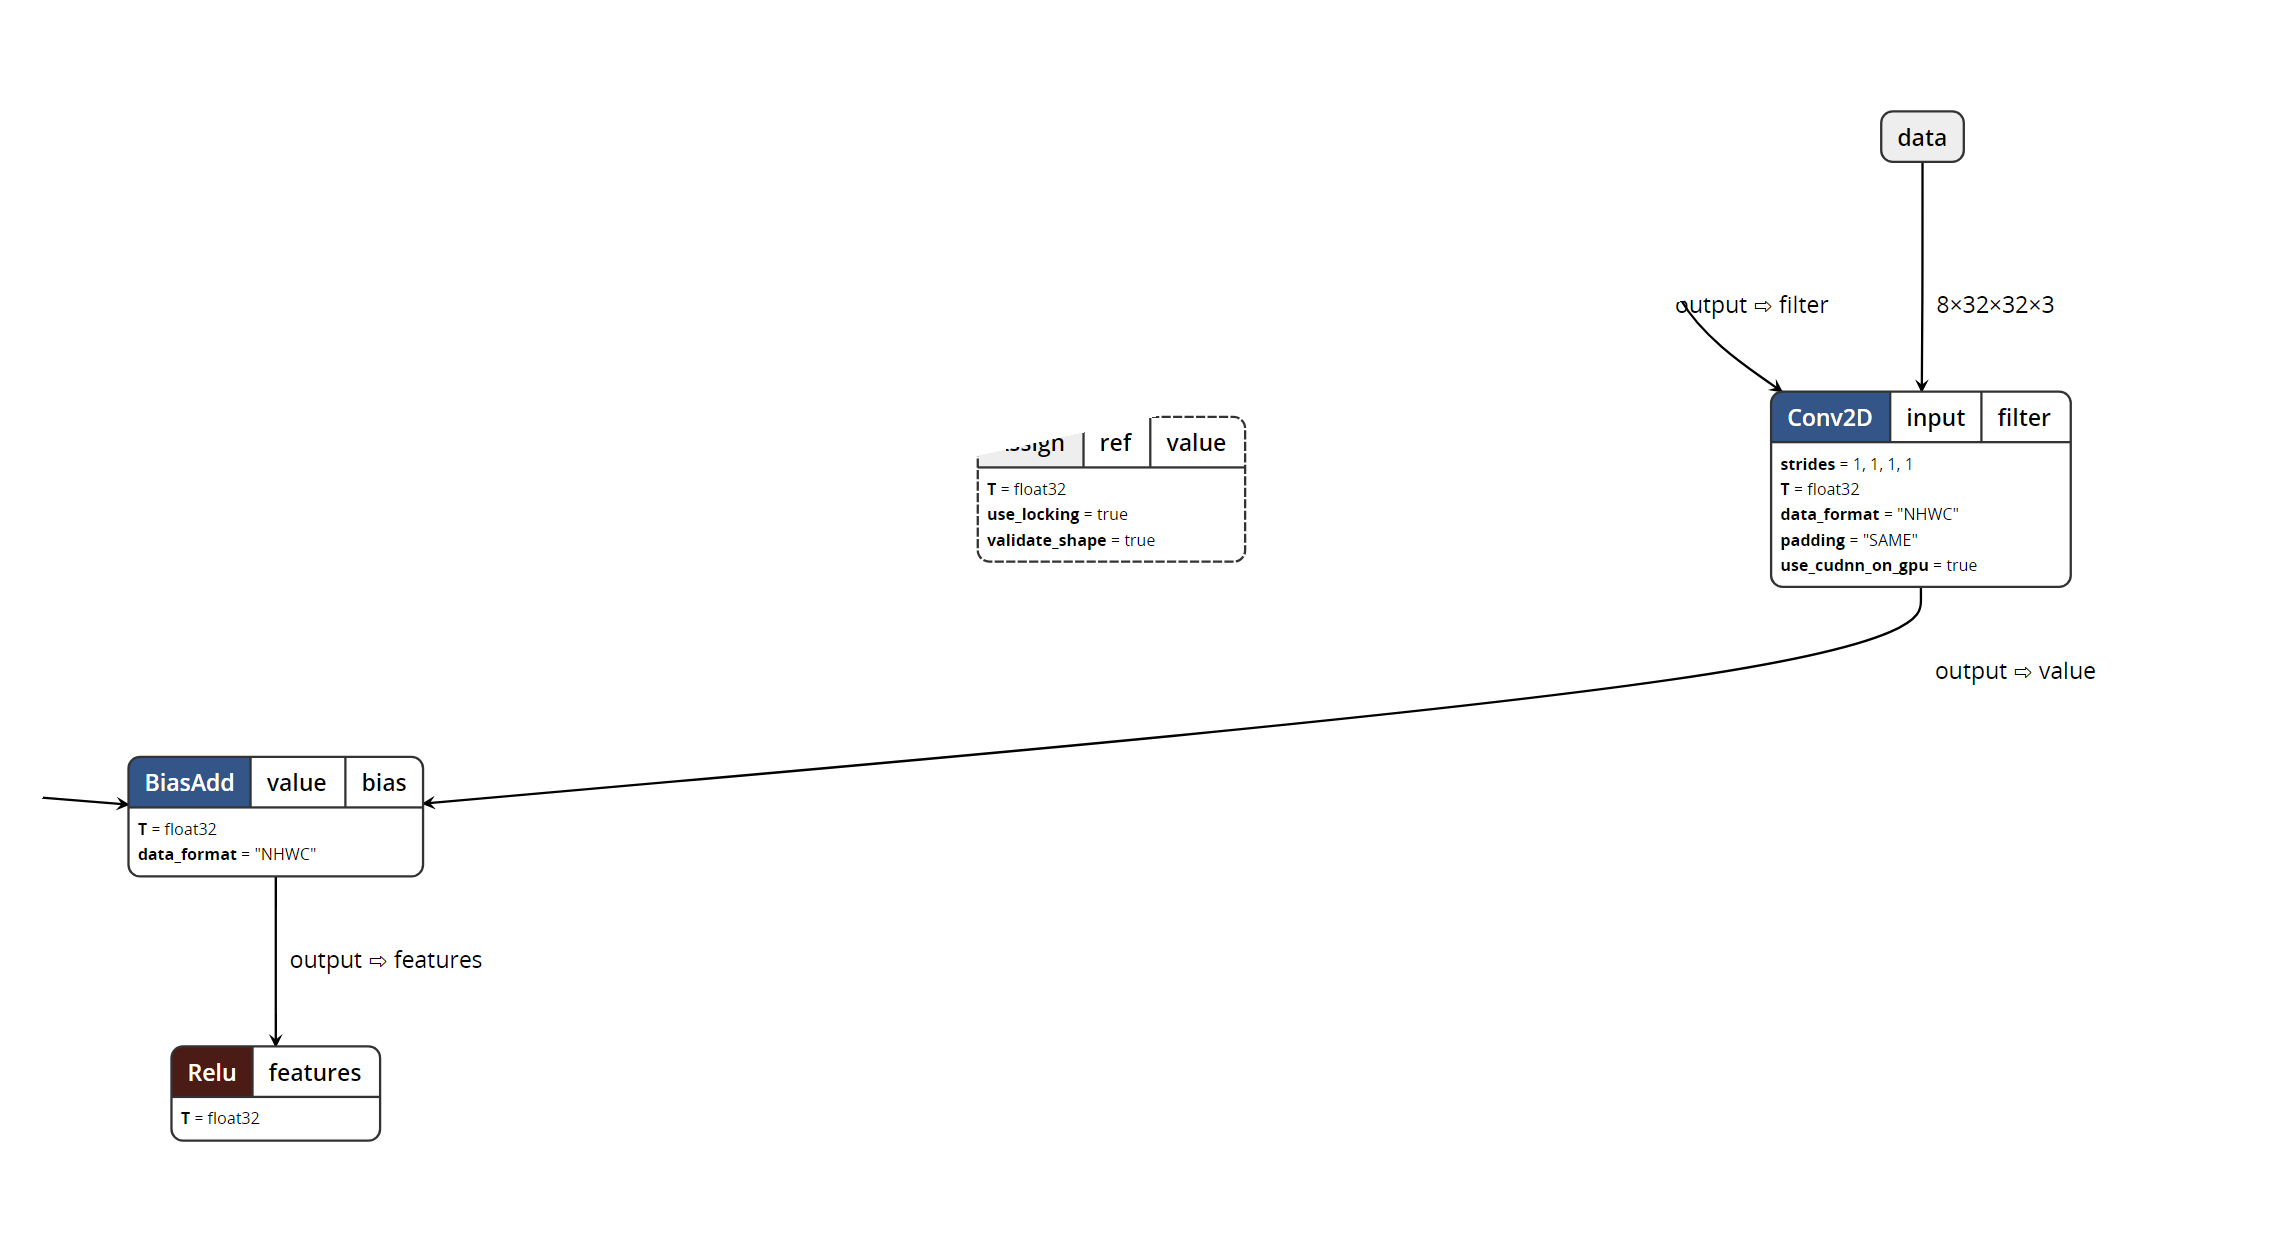 data
output ⇨ filter
8×32×32×3
Conv2D input filter
strides = 1, 1, 1, 1
T = float32
data_format = "NHWC"
padding = "SAME"
use_cudnn_on_gpu = true
ref value
T = float32
use_locking = true
validate_shape = true
output ⇨ value
BiasAdd value bias
T = float32
data_format = "NHWC"
output ⇨ features
Relu features
T = float32